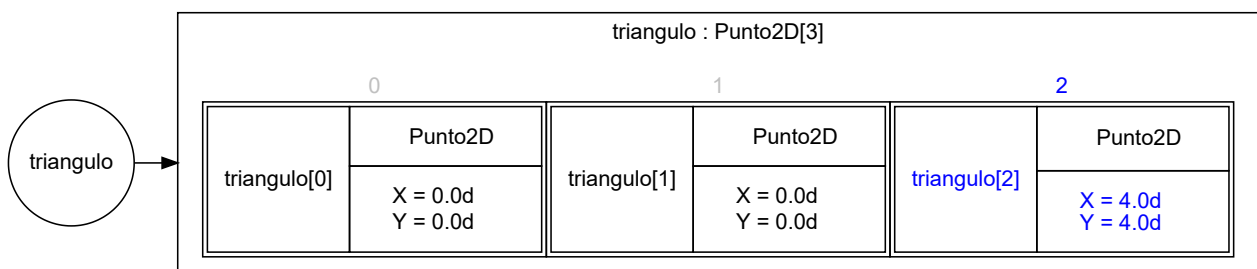 triangulo : Punto2D[3]
0 1 2
triangulo
triangulo[0]
Punto2D
X = 0.0d
Y = 0.0d
triangulo[1]
Punto2D
X = 0.0d
Y = 0.0d
triangulo[2]
Punto2D
X = 4.0d
Y = 4.0d